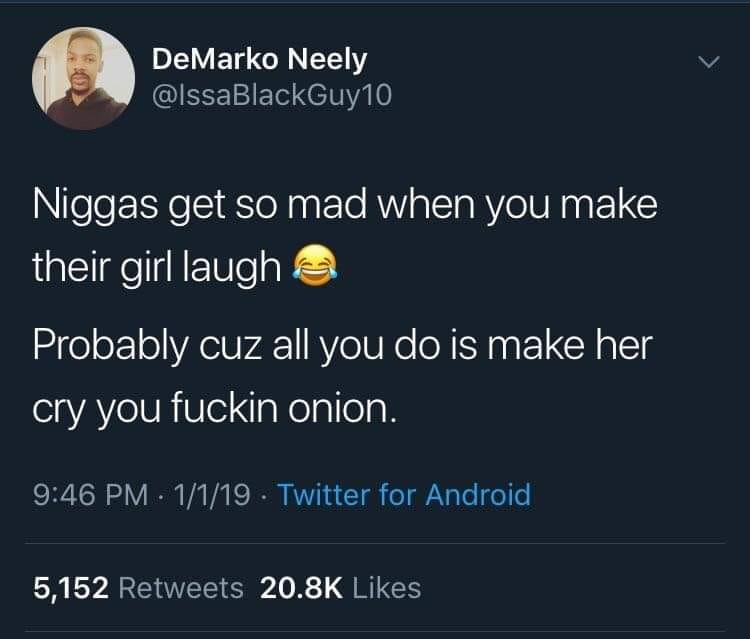 DeMarko Neely
@IssaBlackGuy10
Niggas get so mad when you make
their girl laugh 😂
Probably cuz all you do is make her
cry you fuckin onion.
9:46 PM · 1/1/19 · Twitter for Android
5,152 Retweets 20.8K Likes